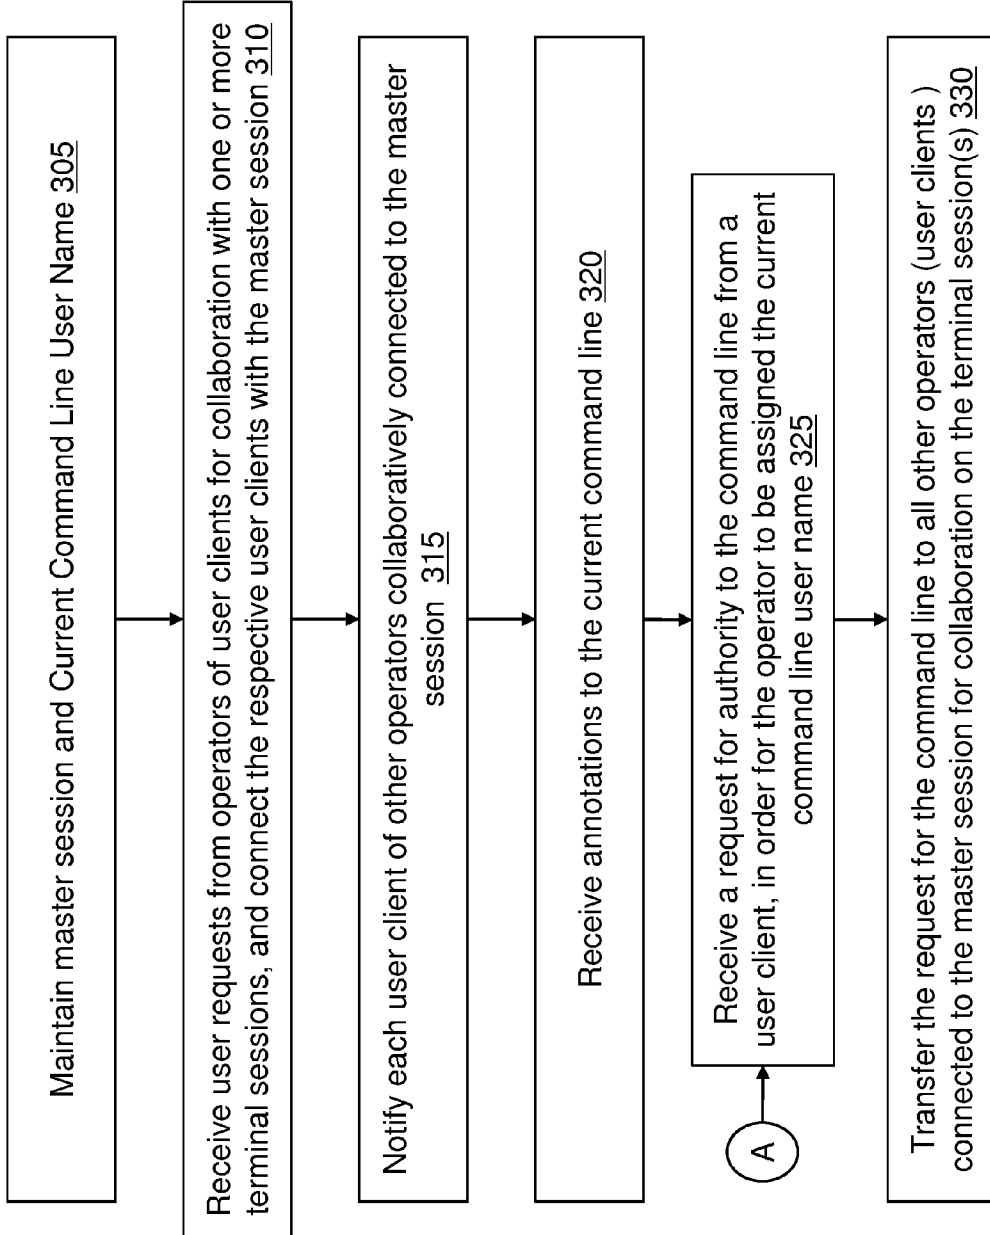 Maintain master session and Current Command Line User Name 305
Receive user requests from operators of user clients for collaboration with one or more
terminal sessions, and connect the respective user clients with the master session 310
Notify each user client of other operators collaboratively connected to the master
session 315
Receive annotations to the current command line 320
Receive a request for authority to the command line from a
user client, in order for the operator to be assigned the current
command line user name 325
A
Transfer the request for the command line to all other operators (user clients )
connected to the master session for collaboration on the terminal session(s) 330